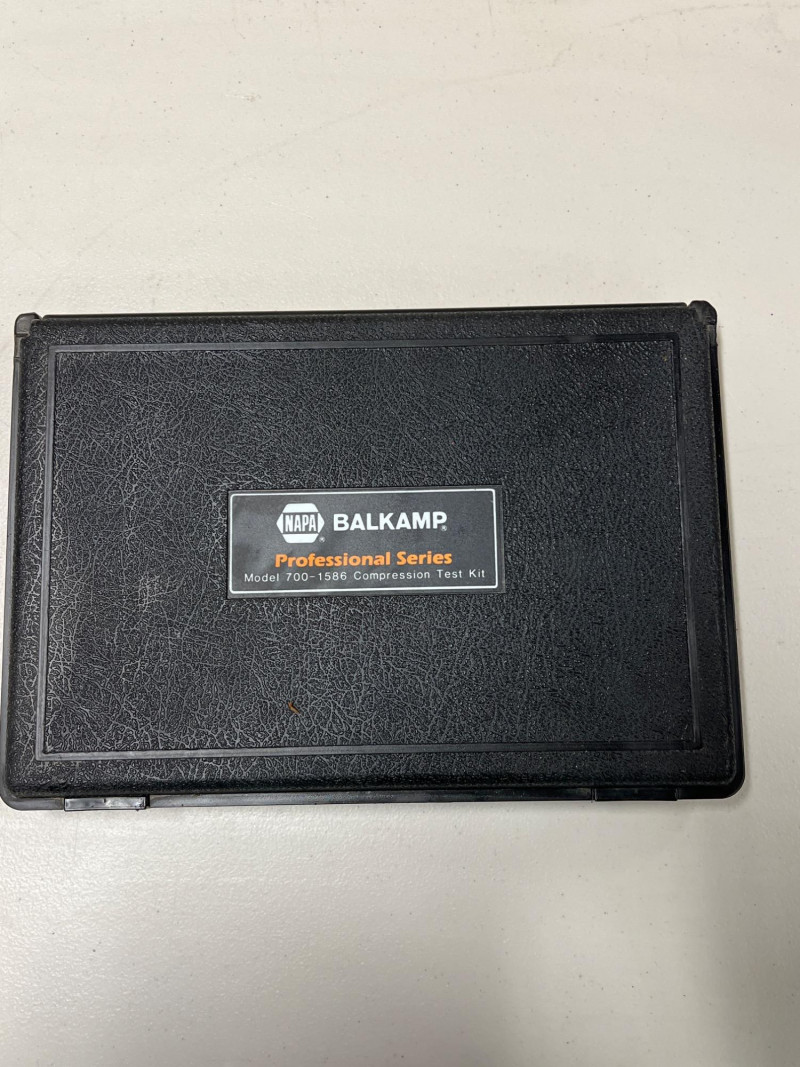 NAPA® BALKAMP®
Professional Series
Model 700-1586 Compression Test Kit